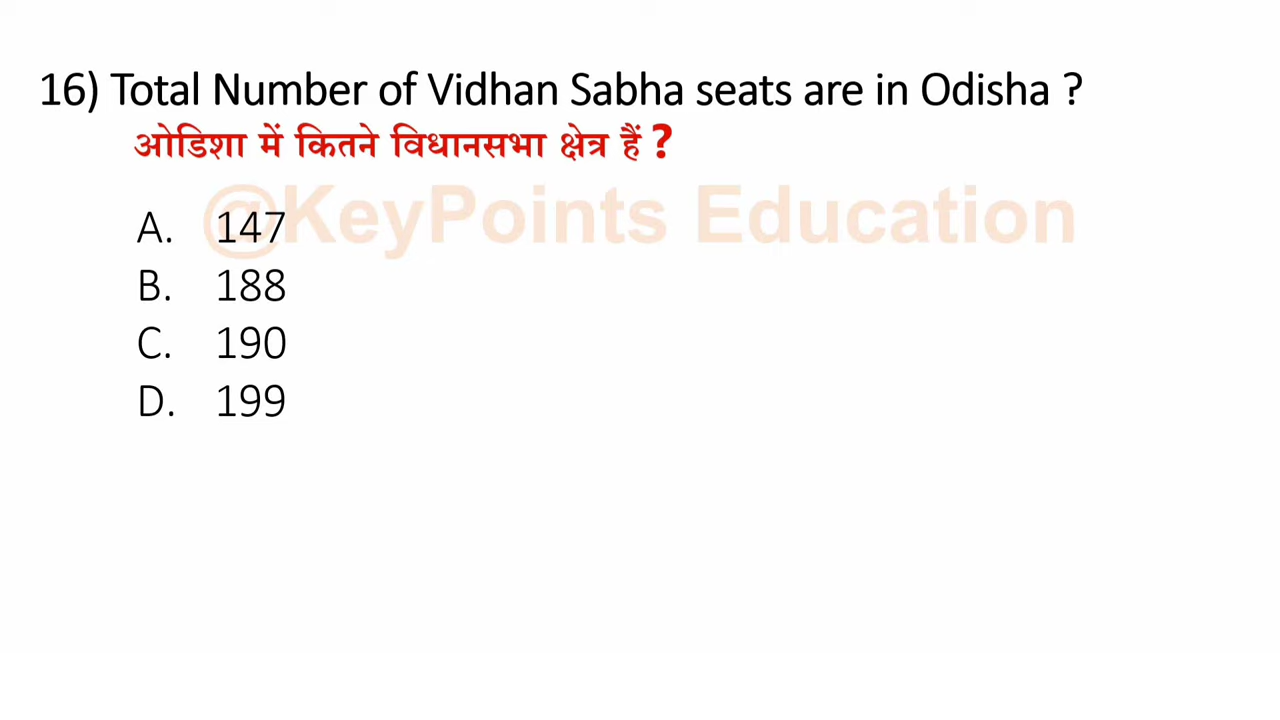 16) Total Number of Vidhan Sabha seats are in Odisha ?
ओडिशा में कितने विधानसभा क्षेत्र हैं ?
@KeyPoints Education
A. 147
B. 188
C. 190
D. 199